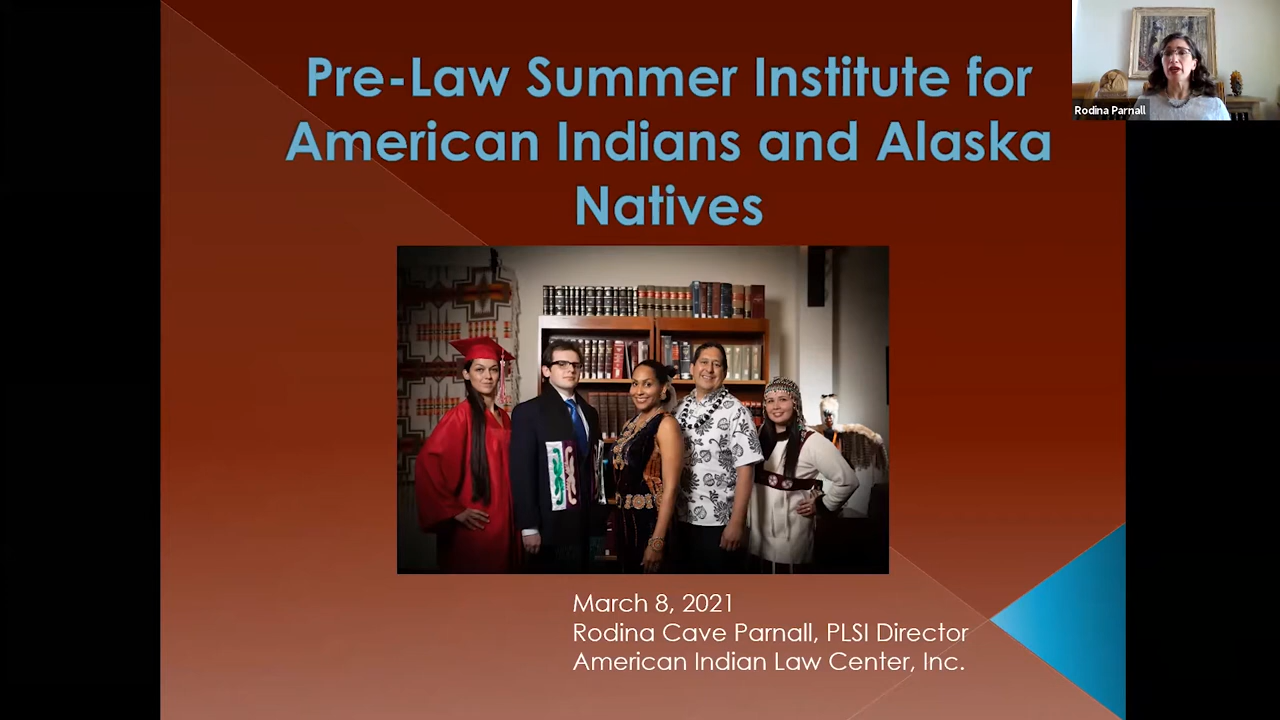 Pre-Law Summer Institute for
American Indians and Alaska
Natives
Rodina Parnall
March 8, 2021
Rodina Cave Parnall, PLSI Director
American Indian Law Center, Inc.